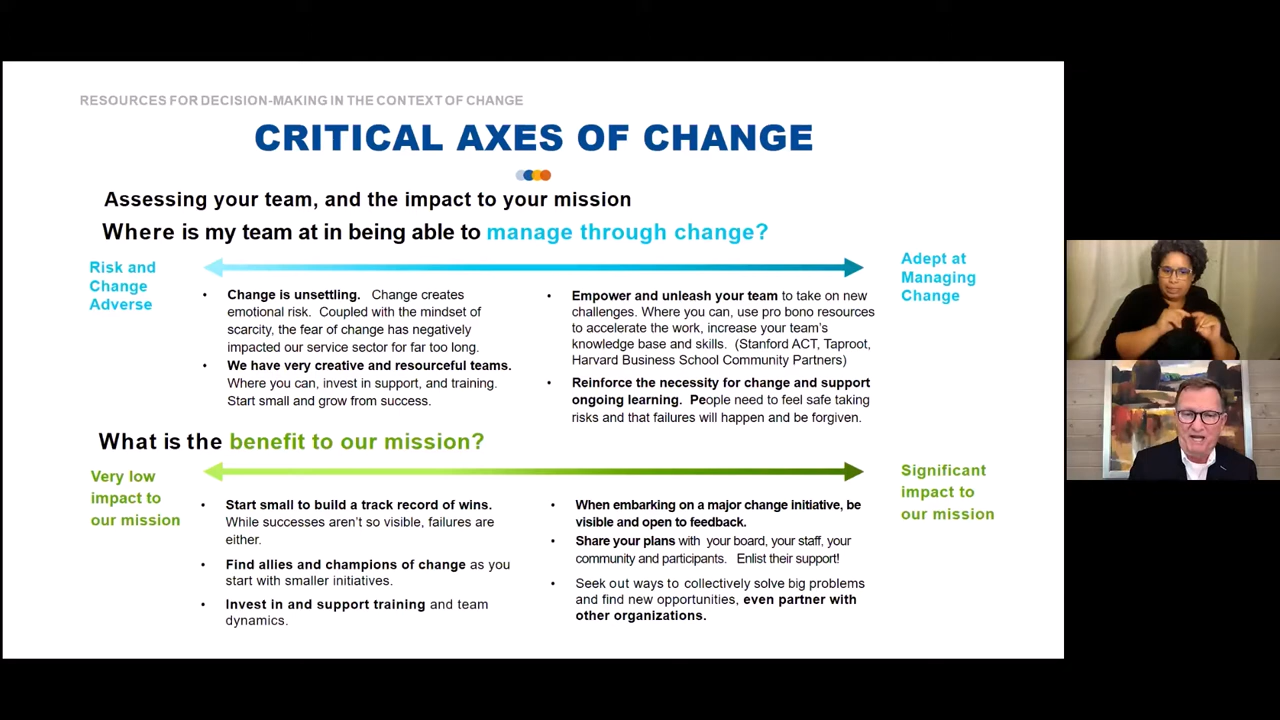 RESOURCES FOR DECISION-MAKING IN THE CONTEXT OF CHANGE
CRITICAL AXES OF CHANGE
Assessing your team, and the impact to your mission
Where is my team at in being able to manage through change?
Risk and
Change
Adverse
• Change is unsettling. Change creates
emotional risk. Coupled with the mindset of
scarcity, the fear of change has negatively
impacted our service sector for far too long.
• We have very creative and resourceful teams.
Where you can, invest in support, and training.
Start small and grow from success.
• Empower and unleash your team to take on new
challenges. Where you can, use pro bono resources
to accelerate the work, increase your team's
knowledge base and skills. (Stanford ACT, Taproot,
Harvard Business School Community Partners)
• Reinforce the necessity for change and support
ongoing learning. People need to feel safe taking
risks and that failures will happen and be forgiven.
Adept at
Managing
Change
What is the benefit to our mission?
Very low
impact to
our mission
• Start small to build a track record of wins.
While successes aren't so visible, failures are
either.
• Find allies and champions of change as you
start with smaller initiatives.
• Invest in and support training and team
dynamics.
• When embarking on a major change initiative, be
visible and open to feedback.
• Share your plans with your board, your staff, your
community and participants. Enlist their support!
• Seek out ways to collectively solve big problems
and find new opportunities, even partner with
other organizations.
Significant
impact to
our mission